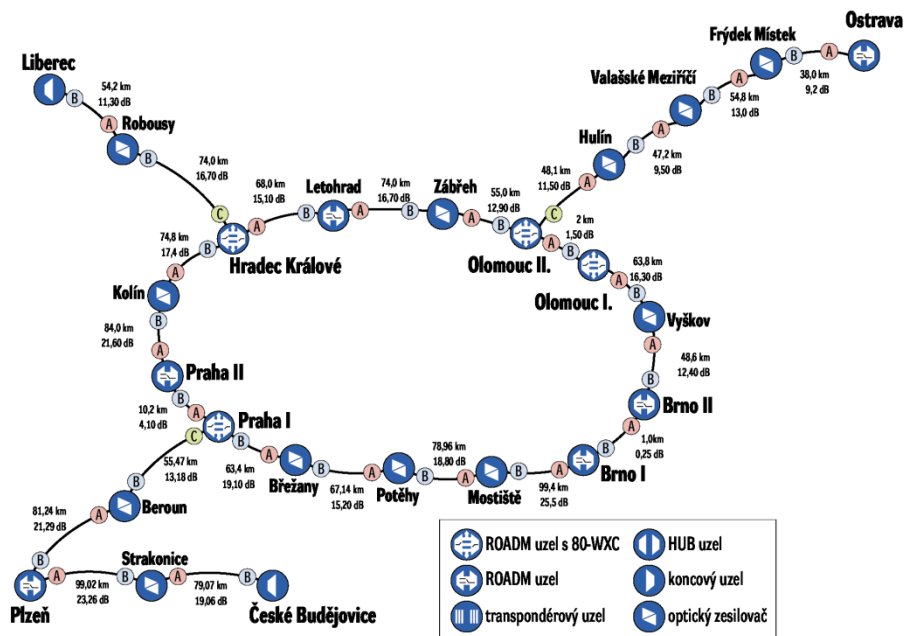 Ostrava
Frýdek Místek
B
A
38,0 km
9,2 dB
Valašské Meziříčí
B
A
54,8 km
13,0 dB
Liberec
B
54,2 km
11,30 dB
A
Robousy
B
Hulín
B
A
47,2 km
9,50 dB
74,0 km
16,70 dB
C
68,0 km
15,10 dB
Letohrad
74,0 km
16,70 dB
Zábřeh
55,0 km
12,90 dB
48,1 km
11,50 dB
A
C
A
B
A
B
A
B
2 km
1,50 dB
A
B
74,8 km
17,4 dB
B
A
Hradec Králové
Olomouc II.
63,8 km
16,30 dB
A
B
Olomouc I.
Kolín
B
84,0 km
21,60 dB
A
Vyškov
A
48,6 km
12,40 dB
B
Praha II
B
A
10,2 km
4,10 dB
Praha I
C
B
Brno II
A
1,0km
0,25 dB
B
Brno I
55,47 km
13,18 dB
B
63,4 km
19,10 dB
A
Břežany
B
67,14 km
15,20 dB
A
Potěhy
B
78,96 km
18,80 dB
A
Mostiště
B
99,4 km
25,5 dB
A
81,24 km
21,29 dB
A
Beroun
B
Plzeň
A
99,02 km
23,26 dB
B
Strakonice
A
79,07 km
19,06 dB
B
České Budějovice
ROADM uzel s 80-WXC
HUB uzel
ROADM uzel
koncový uzel
transpondérový uzel
optický zesilovač